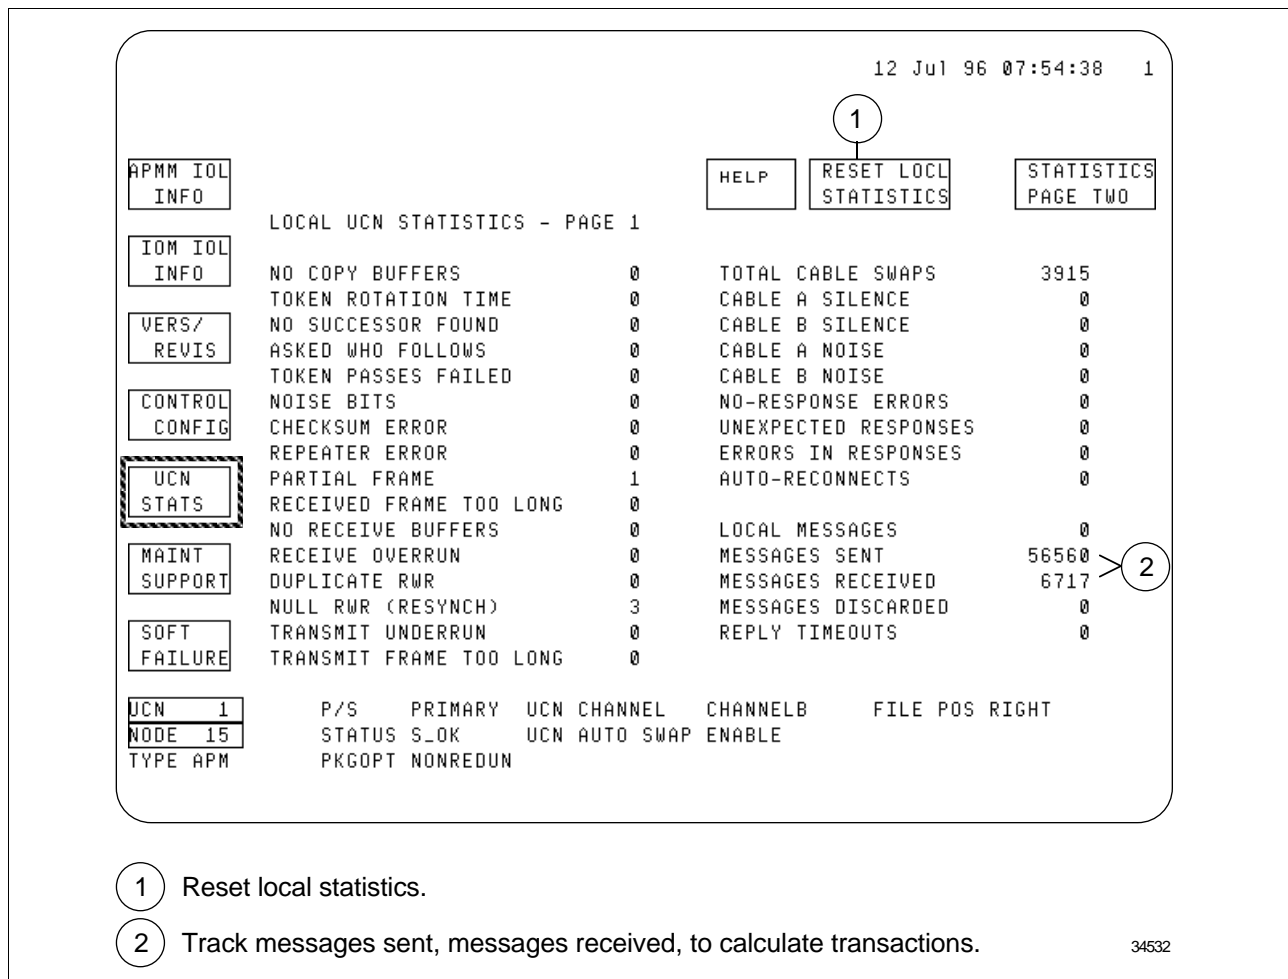 12 Jul 96 07:54:38 1
1
APMM IOL
INFO
HELP
RESET LOCL
STATISTICS
STATISTICS
PAGE TWO
LOCAL UCN STATISTICS - PAGE 1
IOM IOL
INFO
NO COPY BUFFERS 0 TOTAL CABLE SWAPS 3915
TOKEN ROTATION TIME 0 CABLE A SILENCE 0
VERS/
REVIS
NO SUCCESSOR FOUND 0 CABLE B SILENCE 0
ASKED WHO FOLLOWS 0 CABLE A NOISE 0
TOKEN PASSES FAILED 0 CABLE B NOISE 0
CONTROL
CONFIG
NOISE BITS 0 NO-RESPONSE ERRORS 0
CHECKSUM ERROR 0 UNEXPECTED RESPONSES 0
REPEATER ERROR 0 ERRORS IN RESPONSES 0
UCN
STATS
PARTIAL FRAME 1 AUTO-RECONNECTS 0
RECEIVED FRAME TOO LONG 0
NO RECEIVE BUFFERS 0 LOCAL MESSAGES 0
MAINT
SUPPORT
RECEIVE OVERRUN 0 MESSAGES SENT 56560
2
DUPLICATE RWR 0 MESSAGES RECEIVED 6717
NULL RWR (RESYNCH) 3 MESSAGES DISCARDED 0
SOFT
FAILURE
TRANSMIT UNDERRUN 0 REPLY TIMEOUTS 0
TRANSMIT FRAME TOO LONG 0
UCN 1 P/S PRIMARY UCN CHANNEL CHANNELB FILE POS RIGHT
NODE 15 STATUS S_OK UCN AUTO SWAP ENABLE
TYPE APM PKGOPT NONREDUN
1 Reset local statistics.
2 Track messages sent, messages received, to calculate transactions.
34532